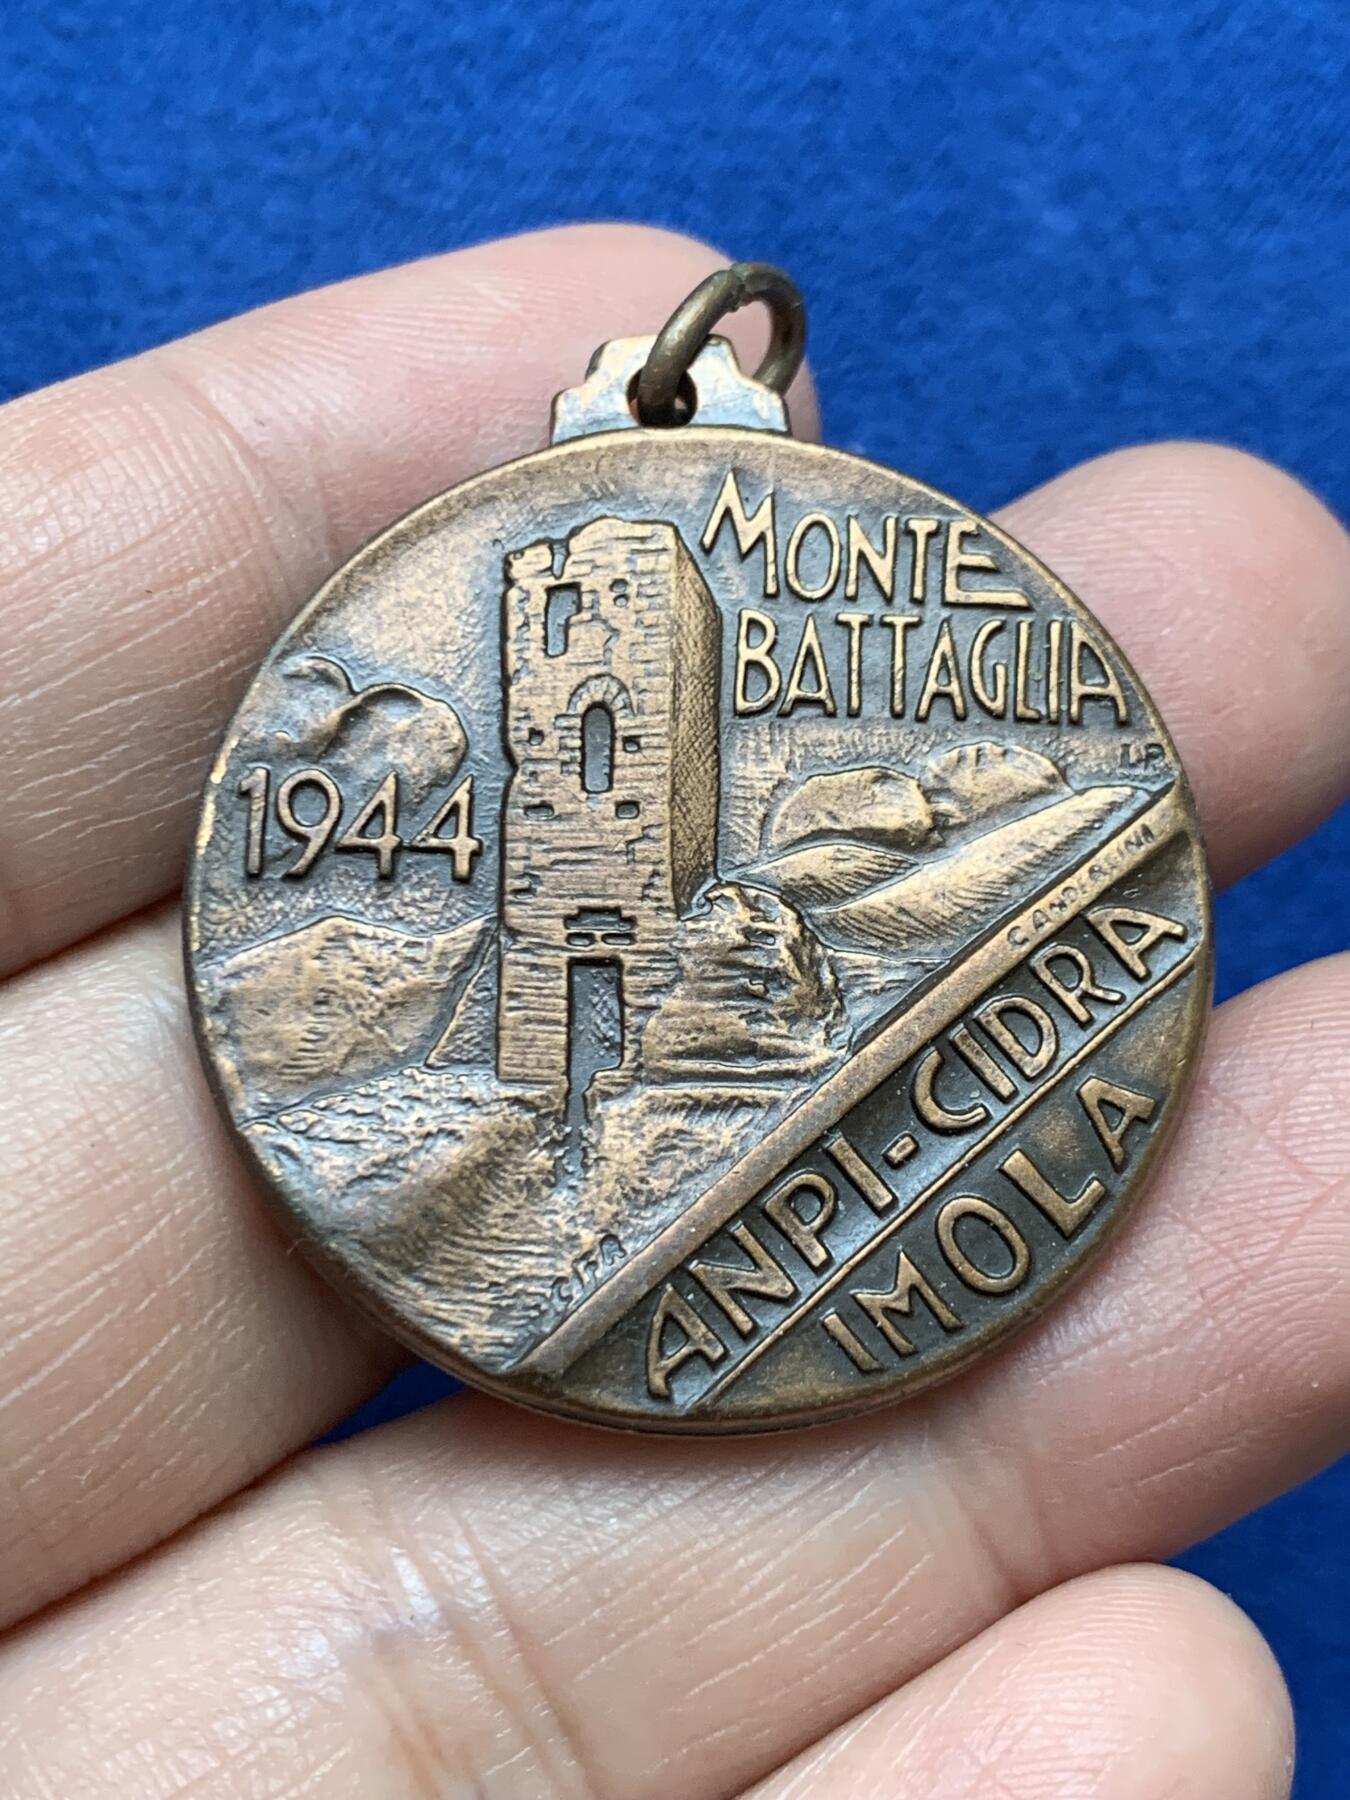 MONTE
BATTAGLIA
1944
ANPI-CIDRA
IMOLA